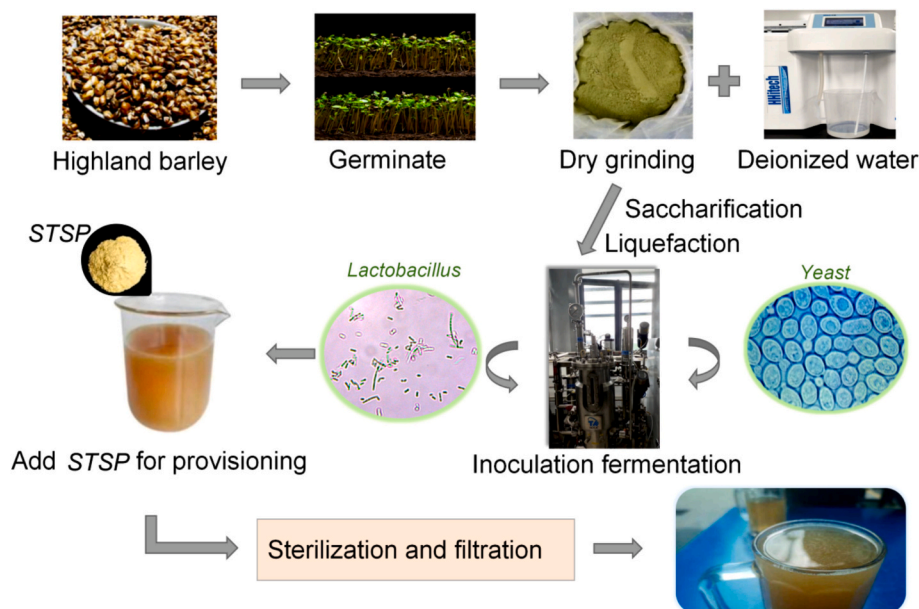 Highland barley
Germinate
Dry grinding
Deionized water
HHitech
Saccharification
Liquefaction
STSP
Lactobacillus
Yeast
Add STSP for provisioning
Inoculation fermentation
Sterilization and filtration